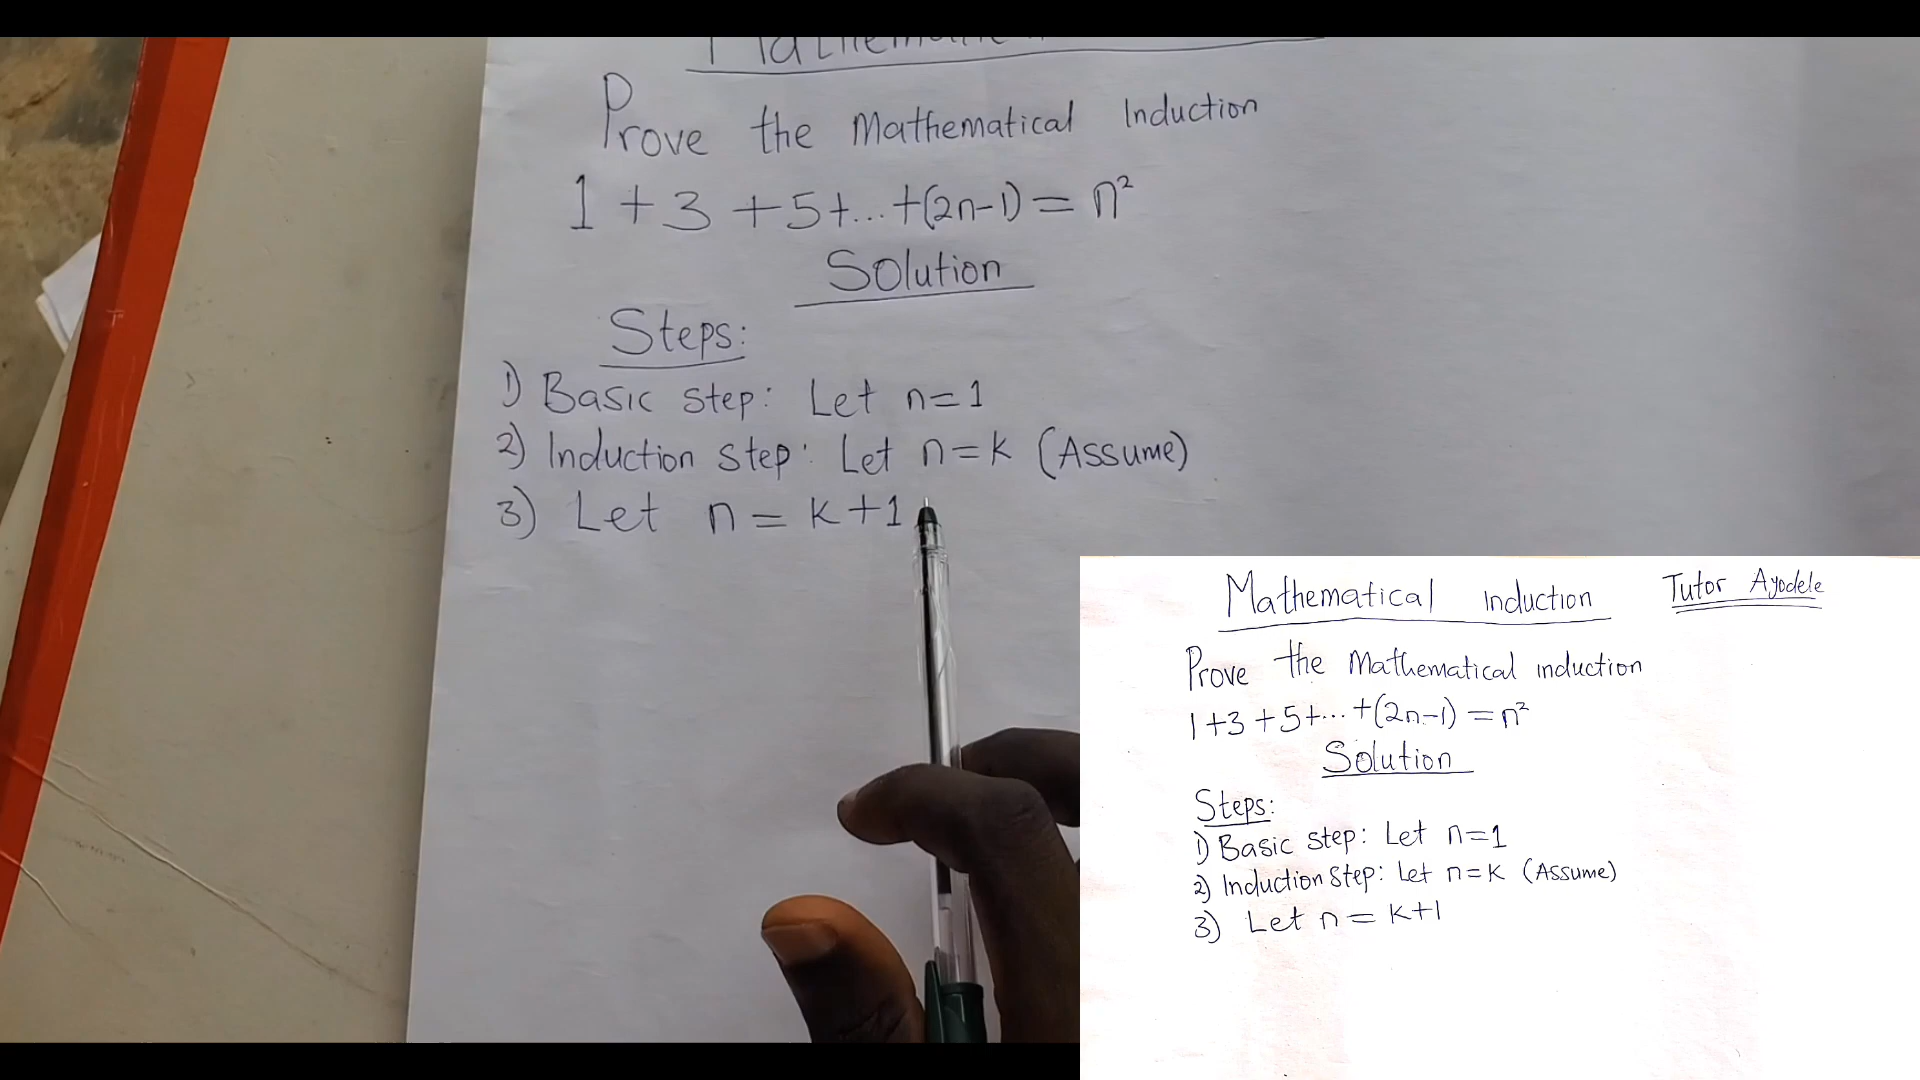 Prove the Mathematical Induction
1 + 3 + 5 + ... + (2n-1) = n²
Solution
Steps:
1) Basic step: Let n=1
2) Induction step: Let n=k (Assume)
3) Let n = k+1
Mathematical induction Tutor Ayodele
Prove the Mathematical induction
1+3+5+...+(2n-1) = n²
Solution
Steps:
1) Basic step: Let n=1
2) Induction step: Let n=k (Assume)
3) Let n = k+1